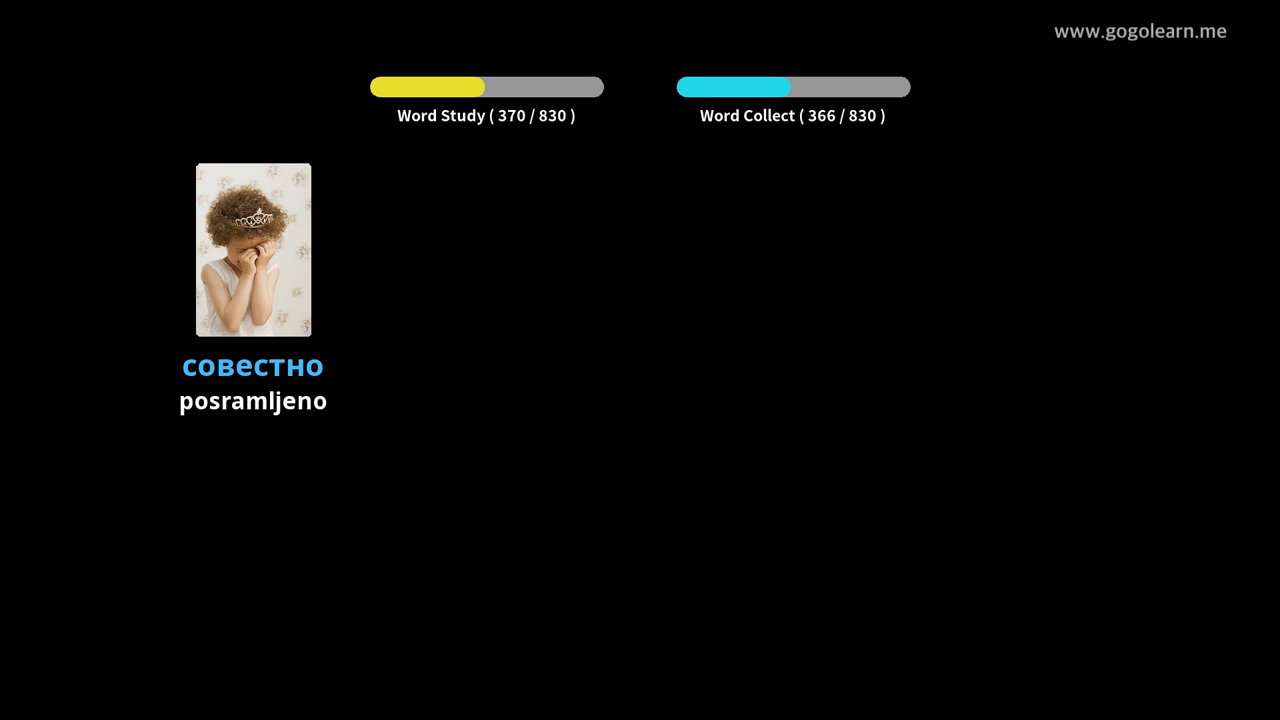 www.gogolearn.me
Word Study ( 370 / 830 )
Word Collect ( 366 / 830 )
совестно
posramljeno